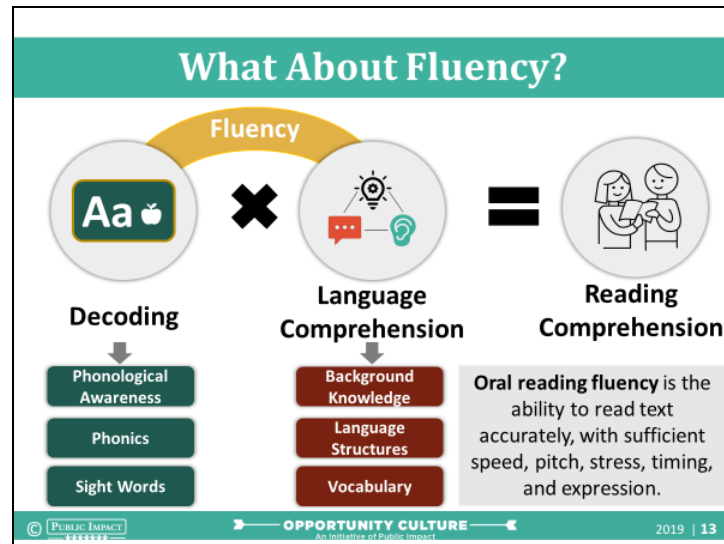 What About Fluency?
Fluency
Aa
Decoding
Language
Comprehension
Reading
Comprehension
Phonological
Awareness
Phonics
Sight Words
Background
Knowledge
Language
Structures
Vocabulary
Oral reading fluency is the
ability to read text
accurately, with sufficient
speed, pitch, stress, timing,
and expression.
© PUBLIC IMPACT
OPPORTUNITY CULTURE
An Initiative of Public Impact
2019 | 13